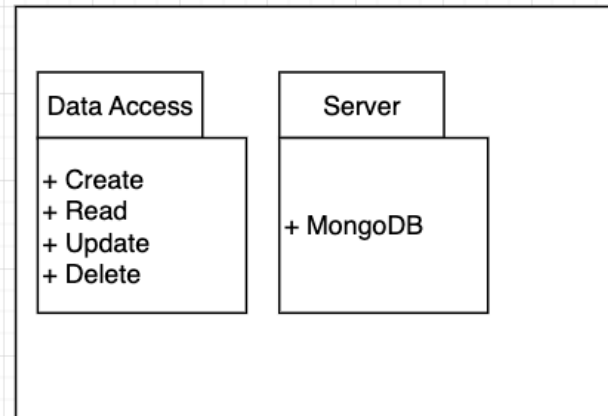 Data Access
+ Create
+ Read
+ Update
+ Delete
Server
+ MongoDB